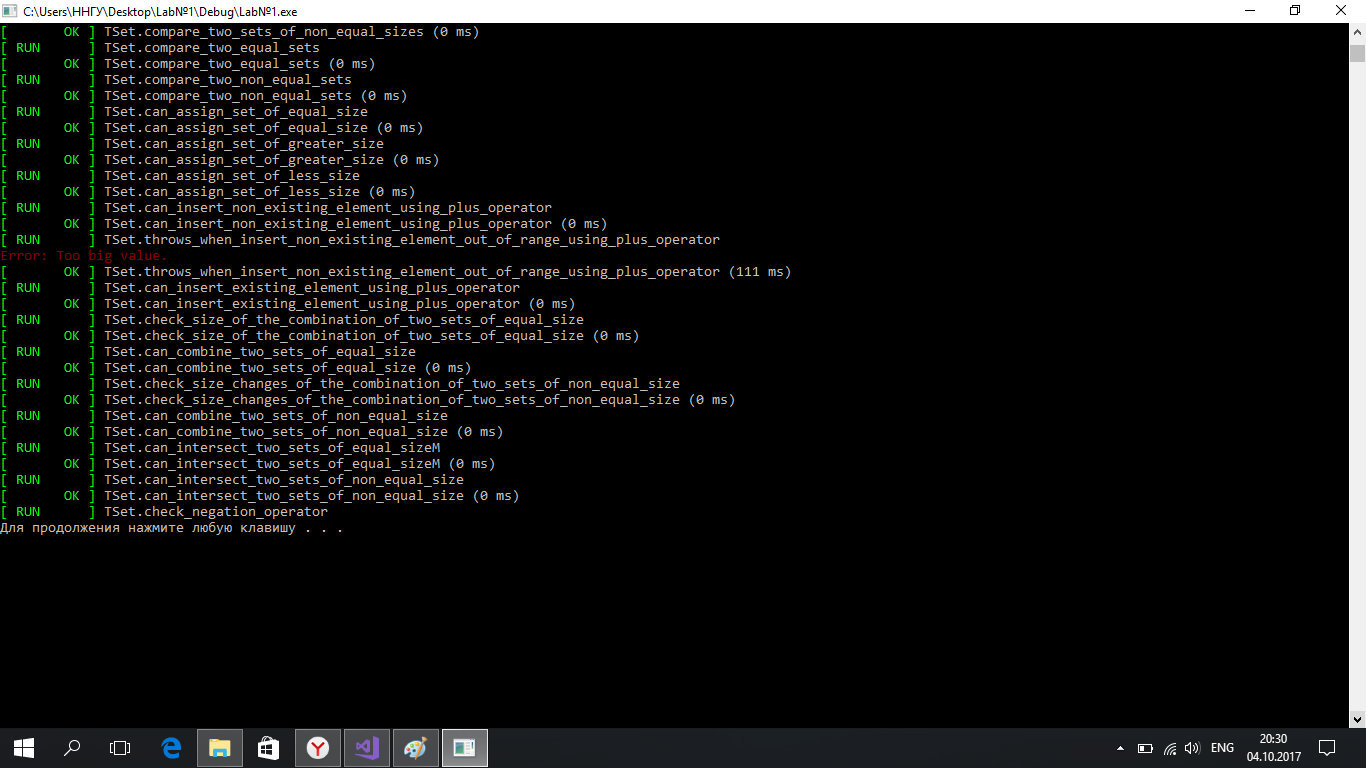 C:\Users\ННГУ\Desktop\Lab№1\Debug\Lab№1.exe
[       OK ] TSet.compare_two_sets_of_non_equal_sizes (0 ms)
[ RUN      ] TSet.compare_two_equal_sets
[       OK ] TSet.compare_two_equal_sets (0 ms)
[ RUN      ] TSet.compare_two_non_equal_sets
[       OK ] TSet.compare_two_non_equal_sets (0 ms)
[ RUN      ] TSet.can_assign_set_of_equal_size
[       OK ] TSet.can_assign_set_of_equal_size (0 ms)
[ RUN      ] TSet.can_assign_set_of_greater_size
[       OK ] TSet.can_assign_set_of_greater_size (0 ms)
[ RUN      ] TSet.can_assign_set_of_less_size
[       OK ] TSet.can_assign_set_of_less_size (0 ms)
[ RUN      ] TSet.can_insert_non_existing_element_using_plus_operator
[       OK ] TSet.can_insert_non_existing_element_using_plus_operator (0 ms)
[ RUN      ] TSet.throws_when_insert_non_existing_element_out_of_range_using_plus_operator
Error: Too big value.
[       OK ] TSet.throws_when_insert_non_existing_element_out_of_range_using_plus_operator (111 ms)
[ RUN      ] TSet.can_insert_existing_element_using_plus_operator
[       OK ] TSet.can_insert_existing_element_using_plus_operator (0 ms)
[ RUN      ] TSet.check_size_of_the_combination_of_two_sets_of_equal_size
[       OK ] TSet.check_size_of_the_combination_of_two_sets_of_equal_size (0 ms)
[ RUN      ] TSet.can_combine_two_sets_of_equal_size
[       OK ] TSet.can_combine_two_sets_of_equal_size (0 ms)
[ RUN      ] TSet.check_size_changes_of_the_combination_of_two_sets_of_non_equal_size
[       OK ] TSet.check_size_changes_of_the_combination_of_two_sets_of_non_equal_size (0 ms)
[ RUN      ] TSet.can_combine_two_sets_of_non_equal_size
[       OK ] TSet.can_combine_two_sets_of_non_equal_size (0 ms)
[ RUN      ] TSet.can_intersect_two_sets_of_equal_sizeM
[       OK ] TSet.can_intersect_two_sets_of_equal_sizeM (0 ms)
[ RUN      ] TSet.can_intersect_two_sets_of_non_equal_size
[       OK ] TSet.can_intersect_two_sets_of_non_equal_size (0 ms)
[ RUN      ] TSet.check_negation_operator
Для продолжения нажмите любую клавишу . . .
ENG
20:30
04.10.2017